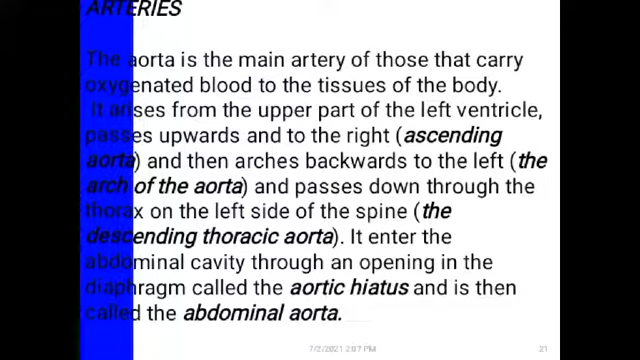 ARTERIES
The aorta is the main artery of those that carry
oxygenated blood to the tissues of the body.
It arises from the upper part of the left ventricle,
passes upwards and to the right (ascending
aorta) and then arches backwards to the left (the
arch of the aorta) and passes down through the
thorax on the left side of the spine (the
descending thoracic aorta). It enter the
abdominal cavity through an opening in the
diaphragm called the aortic hiatus and is then
called the abdominal aorta.
7/2/2021 2:07 PM
21